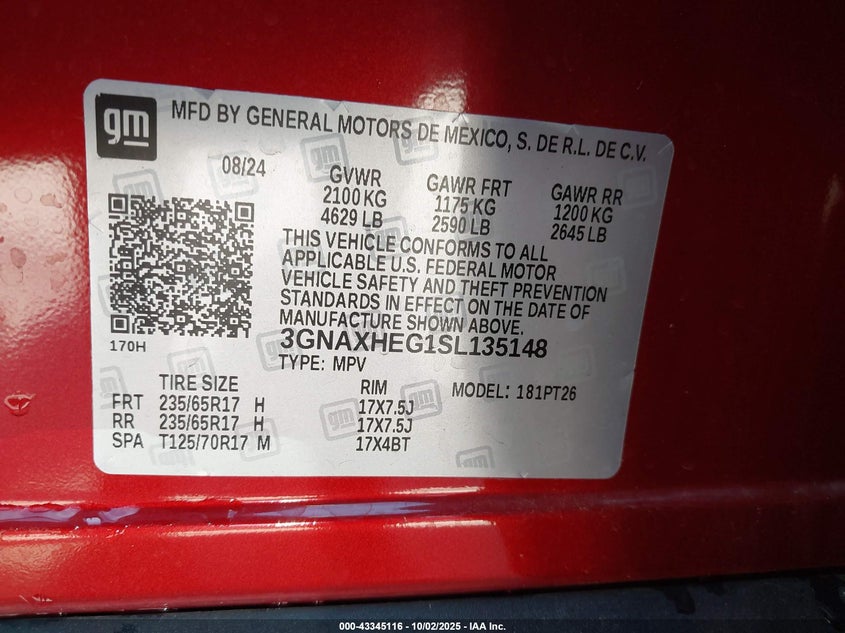 gm
MFD BY GENERAL MOTORS DE MEXICO, S. DE R.L. DE C.V.
08/24
GVWR GAWR FRT GAWR RR
2100 KG 1175 KG 1200 KG
4629 LB 2590 LB 2645 LB
THIS VEHICLE CONFORMS TO ALL
APPLICABLE U.S. FEDERAL MOTOR
VEHICLE SAFETY AND THEFT PREVENTION
STANDARDS IN EFFECT ON THE DATE OF
MANUFACTURE SHOWN ABOVE.
170H
3GNAXHEG1SL135148
TYPE: MPV
TIRE SIZE RIM MODEL: 181PT26
FRT 235/65R17 H 17X7.5J
RR 235/65R17 H 17X7.5J
SPA T125/70R17 M 17X4BT
000-43345116 - 10/02/2025 - IAA Inc.